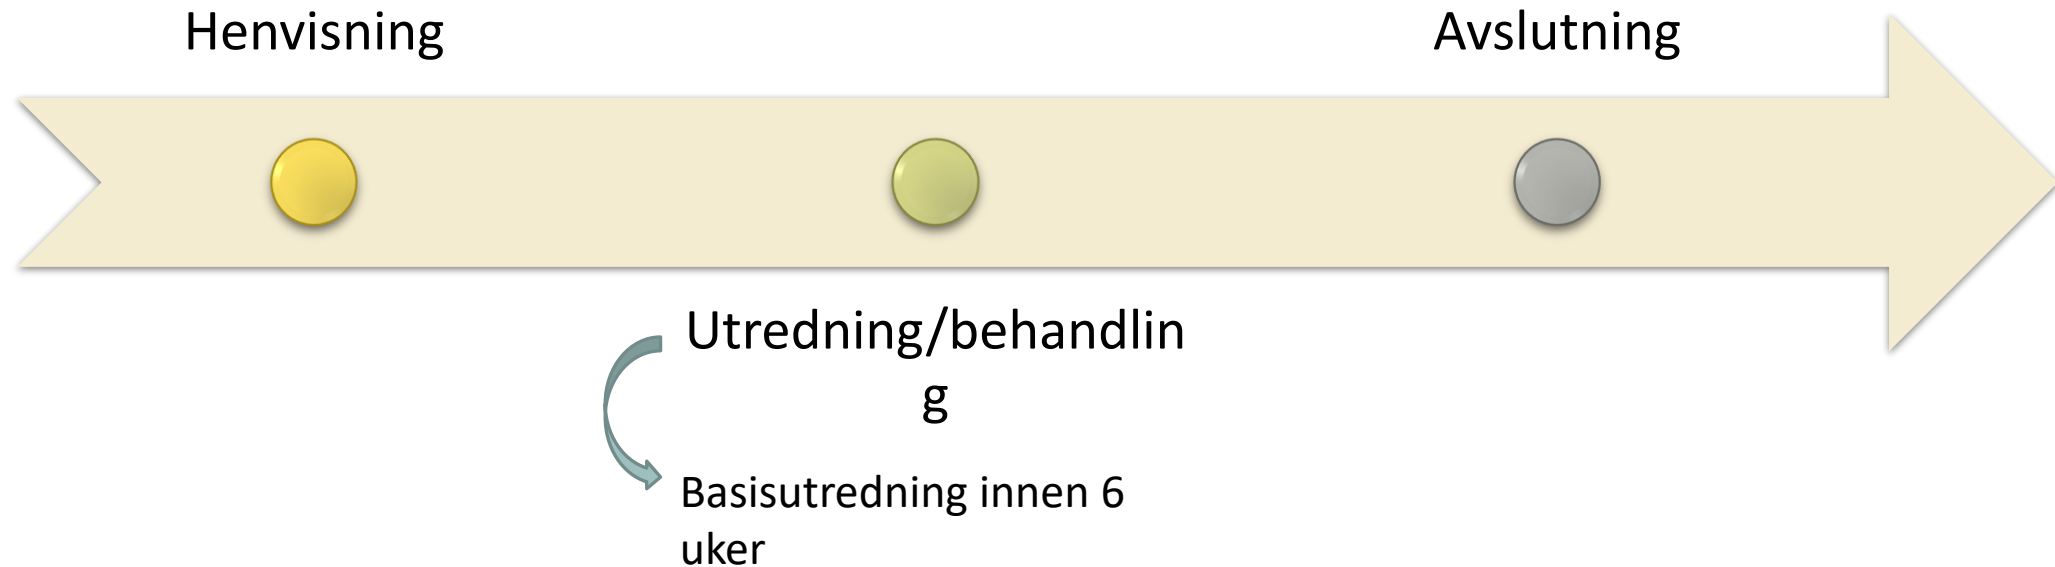 Henvisning
Avslutning
Utredning/behandlin
g
Basisutredning innen 6
uker